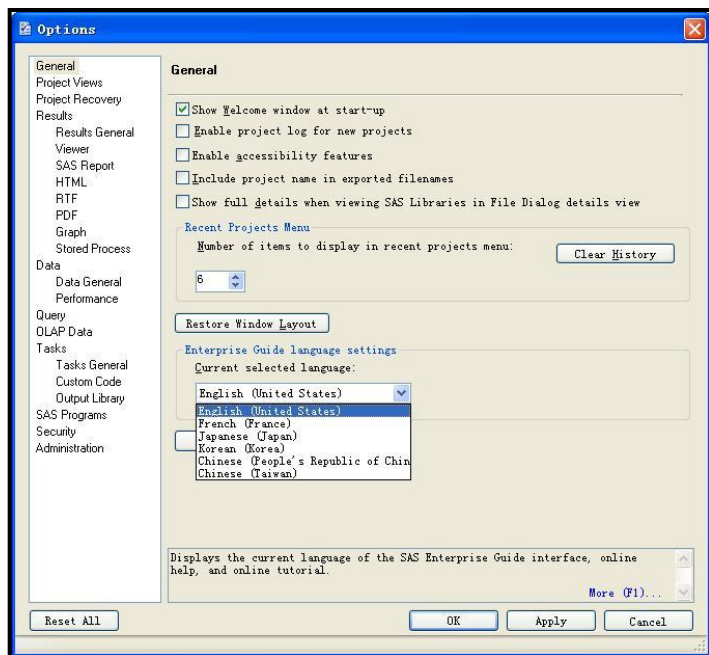 Options
General
Project Views
Project Recovery
Results
Results General
Viewer
SAS Report
HTML
RTF
PDF
Graph
Stored Process
Data
Data General
Performance
Query
OLAP Data
Tasks
Tasks General
Custom Code
Output Library
SAS Programs
Security
Administration
General
Show Welcome window at start-up
Enable project log for new projects
Enable accessibility features
Include project name in exported filenames
Show full details when viewing SAS Libraries in File Dialog details view
Recent Projects Menu
Number of items to display in recent projects menu:
Clear History
6
Restore Window Layout
Enterprise Guide language settings
Current selected language:
English (United States)
English (United States)
French (France)
Japanese (Japan)
Korean (Korea)
Chinese (People's Republic of Chin
Chinese (Taiwan)
Displays the current language of the SAS Enterprise Guide interface, online
help, and online tutorial.
More (F1)...
Reset All
OK
Apply
Cancel